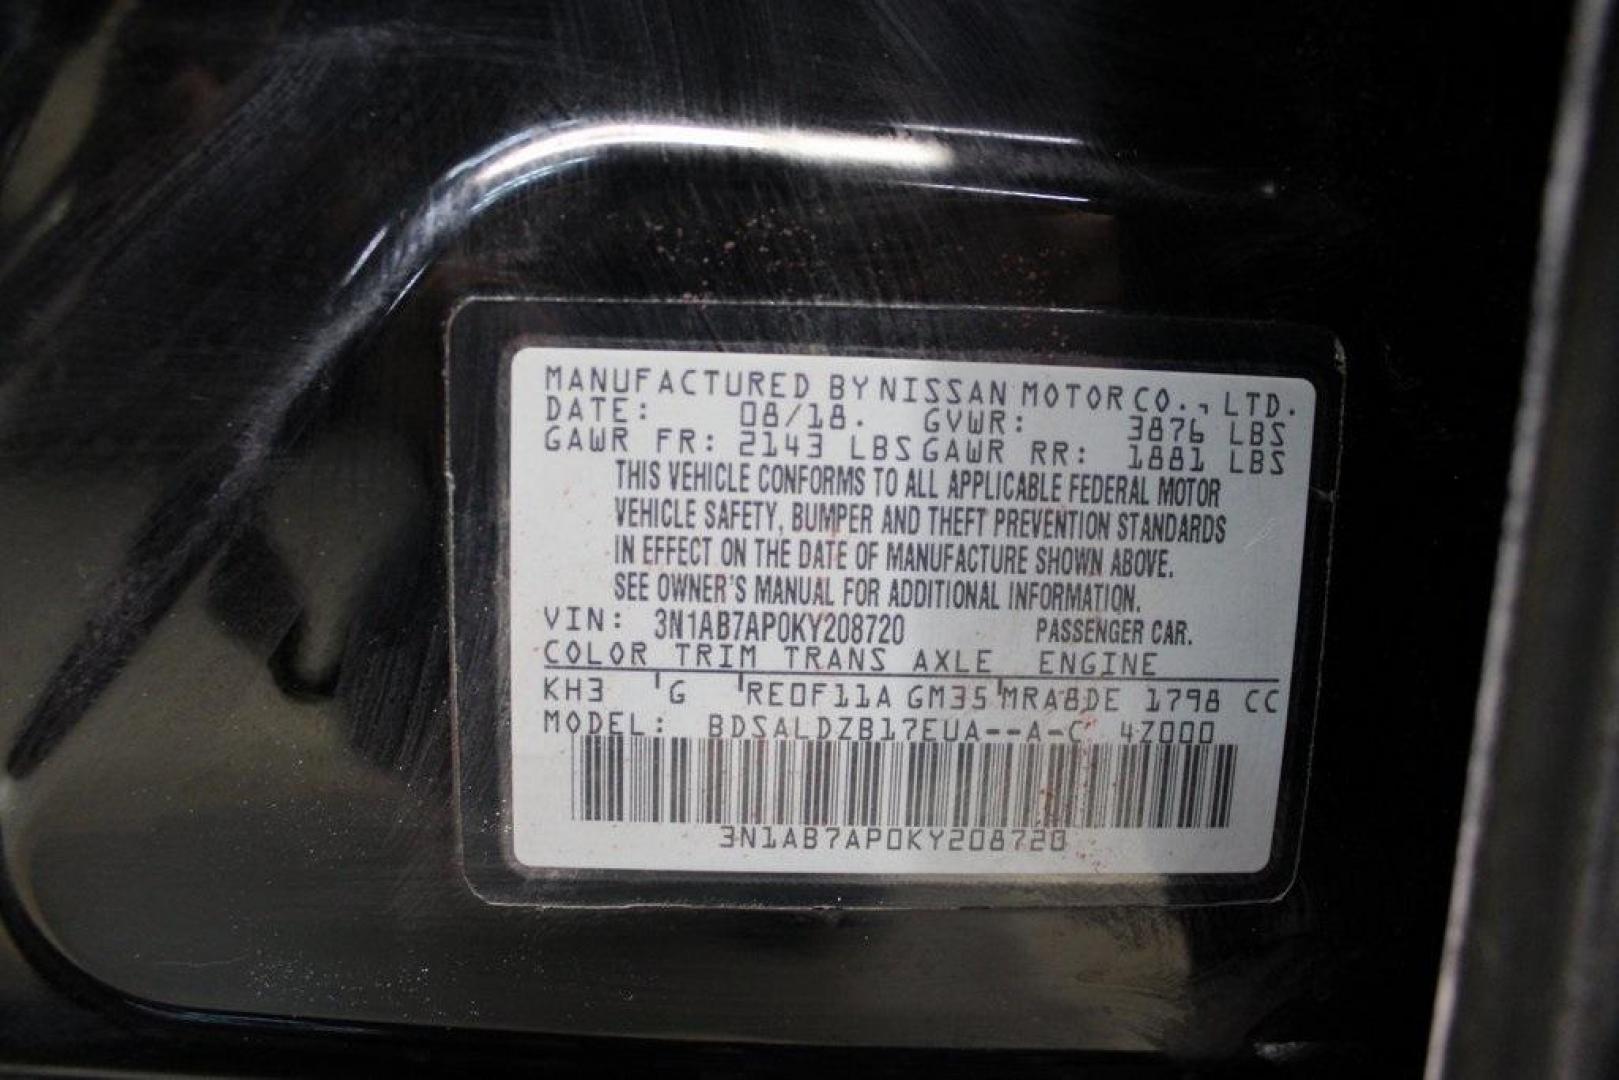 MANUFACTURED BY NISSAN MOTOR CO., LTD.
DATE: 08/18. GVWR: 3876 LBS
GAWR FR: 2143 LBS GAWR RR: 1881 LBS
THIS VEHICLE CONFORMS TO ALL APPLICABLE FEDERAL MOTOR
VEHICLE SAFETY, BUMPER AND THEFT PREVENTION STANDARDS
IN EFFECT ON THE DATE OF MANUFACTURE SHOWN ABOVE.
SEE OWNER'S MANUAL FOR ADDITIONAL INFORMATION.
VIN: 3N1AB7AP0KY208720 PASSENGER CAR.
COLOR TRIM TRANS AXLE ENGINE
KH3 'G 'RE0F11A GM35'MRA8DE 1798 CC
MODEL: BDSALDZB17EUA--A-C 4Z000
3N1AB7AP0KY208720